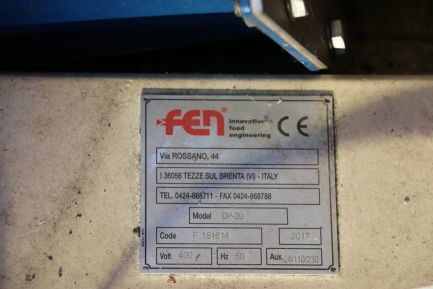 fen®
innovative
food
engineering
CE
Via ROSSANO, 44
I 36056 TEZZE SUL BRENTA (VI) - ITALY
TEL. 0424-868711 - FAX 0424-868788
Model DP-20
Code F 151614 2017
Volt 400 Hz 60 Aux. 24/110/230